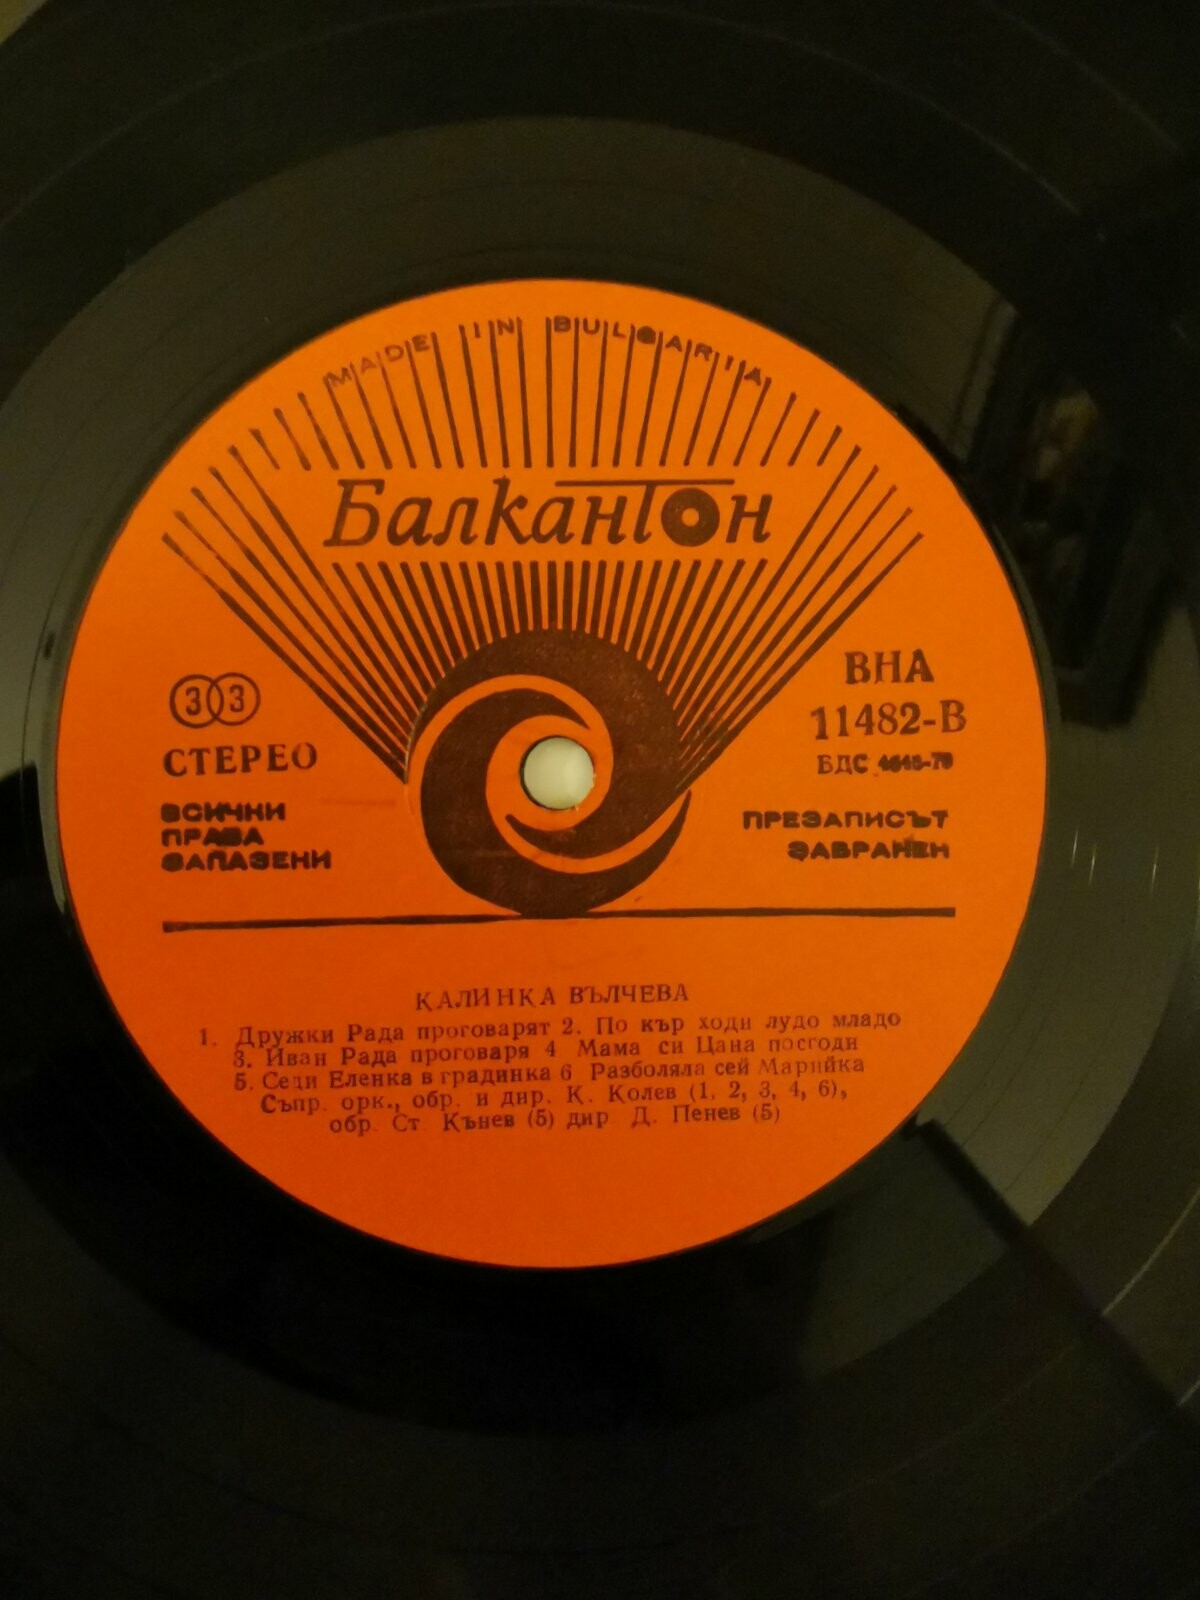 MADE IN BULGARIA
Балкантон
33
СТЕРЕО
ВСИЧКИ
ПРАВА
ЗАПАЗЕНИ
ВНА
11482-В
БДС
ПРЕЗАПИСЪТ
ЗАБРАНЕН
КАЛИНКА ВЪЛЧЕВА
1. Дружки Рада проговарят 2. По кър ходи лудо младо
3. Иван Рада проговаря 4 Мама си Цана посгоди
5. Седи Еленка в градинка 6 Разболяла сей Марийка
Съпр. орк., обр. и дир. К. Колев (1, 2, 3, 4, 6),
обр. Ст Кънев (5) дир Д. Пенев (5)